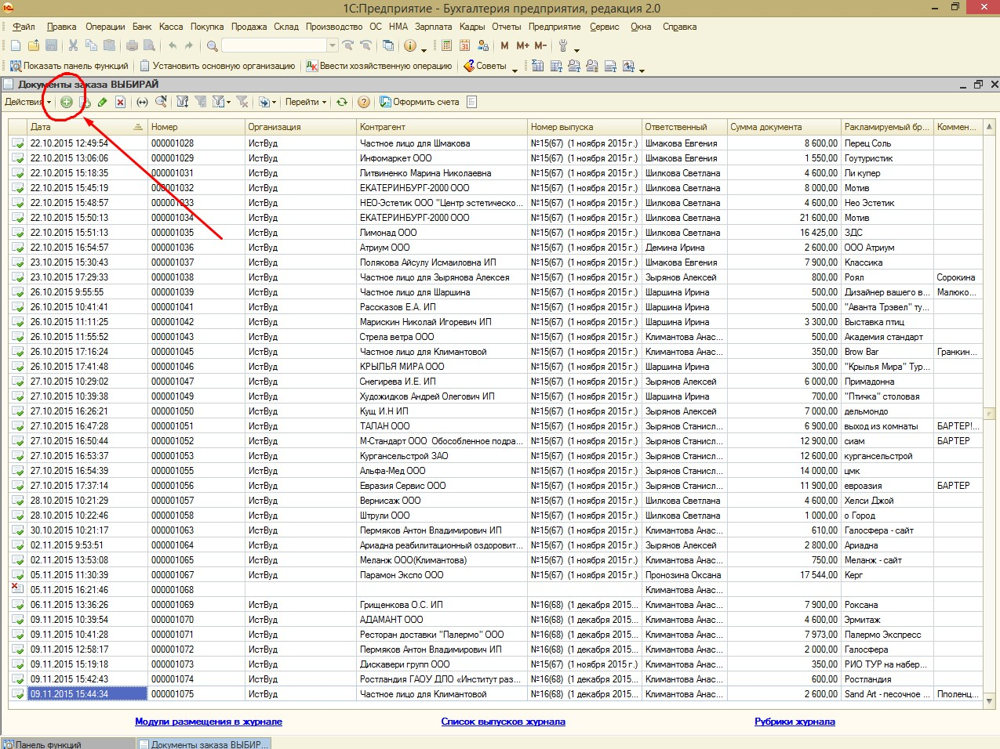 1С:Предприятие - Бухгалтерия предприятия, редакция 2.0
Файл Правка Операции Банк Касса Покупка Продажа Склад Производство ОС НМА Зарплата Кадры Отчеты Предприятие Сервис Окна Справка
M M+ M-
Показать панель функций Установить основную организацию Ввести хозяйственную операцию Советы
Документы заказа ВЫБИРАЙ
Действия Перейти Оформить счета
Дата Номер Организация Контрагент Номер выпуска Ответственный Сумма документа Рекламируемый бр... Коммен...
22.10.2015 12:49:54 000001028 ИстВуд Частное лицо для Шмакова №15(67) (1 ноября 2015 г.) Шмакова Евгения 8 600,00 Перец Соль
22.10.2015 13:06:06 000001029 ИстВуд Инфомаркет ООО №15(67) (1 ноября 2015 г.) Шмакова Евгения 1 550,00 Гоутуристик
22.10.2015 15:18:35 000001031 ИстВуд Литвиненко Марина Николаевна №15(67) (1 ноября 2015 г.) Шилкова Светлана 4 600,00 Ли купер
22.10.2015 15:45:19 000001032 ИстВуд ЕКАТЕРИНБУРГ-2000 ООО №15(67) (1 ноября 2015 г.) Шилкова Светлана 8 000,00 Мотив
22.10.2015 15:48:57 000001033 ИстВуд НЕО-Эстетик ООО "Центр эстетическо... №15(67) (1 ноября 2015 г.) Шилкова Светлана 4 600,00 Нео Эстетик
22.10.2015 15:50:13 000001034 ИстВуд ЕКАТЕРИНБУРГ-2000 ООО №15(67) (1 ноября 2015 г.) Шилкова Светлана 21 600,00 Мотив
22.10.2015 15:51:13 000001035 ИстВуд Лимонад ООО №15(67) (1 ноября 2015 г.) Шилкова Светлана 16 425,00 ЗДС
22.10.2015 16:54:57 000001036 ИстВуд Атриум ООО №15(67) (1 ноября 2015 г.) Демина Ирина 2 600,00 ООО Атриум
23.10.2015 15:30:43 000001037 ИстВуд Полякова Айсулу Исмаиловна ИП №15(67) (1 ноября 2015 г.) Шмакова Евгения 7 900,00 Классика
23.10.2015 17:29:33 000001038 ИстВуд Частное лицо для Зырянова Алексея №15(67) (1 ноября 2015 г.) Зырянов Алексей 800,00 Роял Сорокина
26.10.2015 9:55:55 000001039 ИстВуд Частное лицо для Шаршина №15(67) (1 ноября 2015 г.) Шаршина Ирина 500,00 Дизайнер вашего в... Малюко...
26.10.2015 10:41:41 000001041 ИстВуд Рассказов Е.А. ИП №15(67) (1 ноября 2015 г.) Шаршина Ирина 500,00 "Аванта Трэвел" ту...
26.10.2015 11:11:25 000001042 ИстВуд Марискин Николай Игоревич ИП №15(67) (1 ноября 2015 г.) Шаршина Ирина 3 300,00 Выставка птиц
26.10.2015 11:55:52 000001043 ИстВуд Стрела ветра ООО №15(67) (1 ноября 2015 г.) Климантова Анас... 500,00 Академия стандарт
26.10.2015 17:16:24 000001045 ИстВуд Частное лицо для Климантовой №15(67) (1 ноября 2015 г.) Климантова Анас... 350,00 Brow Bar Гранкин...
26.10.2015 17:41:48 000001046 ИстВуд КРЫЛЬЯ МИРА ООО №15(67) (1 ноября 2015 г.) Шаршина Ирина 300,00 "Крылья Мира" Тур...
27.10.2015 10:29:02 000001047 ИстВуд Снегирева И.Е. ИП №15(67) (1 ноября 2015 г.) Зырянов Алексей 6 000,00 Примадонна
27.10.2015 10:39:38 000001049 ИстВуд Художидков Андрей Олегович ИП №15(67) (1 ноября 2015 г.) Шаршина Ирина 700,00 "Птичка" столовая
27.10.2015 16:26:21 000001050 ИстВуд Кущ И.Н ИП №15(67) (1 ноября 2015 г.) Зырянов Алексей 7 000,00 дельмондо
27.10.2015 16:47:28 000001051 ИстВуд ТАПАН ООО №15(67) (1 ноября 2015 г.) Зырянов Станисл... 6 900,00 выход из комнаты БАРТЕР!...
27.10.2015 16:50:44 000001052 ИстВуд М-Стандарт ООО Обособленное подра... №15(67) (1 ноября 2015 г.) Зырянов Станисл... 12 900,00 сиам БАРТЕР
27.10.2015 16:53:37 000001053 ИстВуд Кургансельстрой ЗАО №15(67) (1 ноября 2015 г.) Зырянов Станисл... 12 600,00 кургансельстрой
27.10.2015 16:54:39 000001055 ИстВуд Альфа-Мед ООО №15(67) (1 ноября 2015 г.) Зырянов Станисл... 14 000,00 цмк
27.10.2015 17:37:14 000001056 ИстВуд Евразия Сервис ООО №15(67) (1 ноября 2015 г.) Зырянов Станисл... 11 900,00 евроазия БАРТЕР
28.10.2015 10:21:29 000001057 ИстВуд Вернисаж ООО №15(67) (1 ноября 2015 г.) Шилкова Светлана 4 600,00 Хелси Джой
28.10.2015 10:22:46 000001058 ИстВуд Штрули ООО №15(67) (1 ноября 2015 г.) Шилкова Светлана 1 000,00 о Город
30.10.2015 10:21:17 000001063 ИстВуд Пермяков Антон Владимирович ИП №15(67) (1 ноября 2015 г.) Климантова Анас... 610,00 Галосфера - сайт
02.11.2015 9:53:51 000001064 ИстВуд Ариадна реабилитационный оздоровит... №15(67) (1 ноября 2015 г.) Зырянов Алексей 2 800,00 Ариадна
02.11.2015 13:53:08 000001065 ИстВуд Меланж ООО(Климантова) №15(67) (1 ноября 2015 г.) Климантова Анас... 750,00 Меланж - сайт
05.11.2015 11:30:39 000001067 ИстВуд Парамон Экспо ООО №15(67) (1 ноября 2015 г.) Пронозина Оксана 17 544,00 Керг
05.11.2015 16:21:46 000001068 Климантова Анас...
06.11.2015 13:36:26 000001069 ИстВуд Грищенкова О.С. ИП №16(68) (1 декабря 2015... Климантова Анас... 7 900,00 Роксана
09.11.2015 10:39:54 000001070 ИстВуд АДАМАНТ ООО №16(68) (1 декабря 2015... Климантова Анас... 4 600,00 Эрмитаж
09.11.2015 10:41:28 000001071 ИстВуд Ресторан доставки "Палермо" ООО №16(68) (1 декабря 2015... Климантова Анас... 7 973,00 Палермо Экспресс
09.11.2015 12:58:17 000001072 ИстВуд Пермяков Антон Владимирович ИП №16(68) (1 декабря 2015... Климантова Анас... 2 000,00 Галосфера
09.11.2015 15:19:18 000001073 ИстВуд Дискавери групп ООО №16(68) (1 декабря 2015... Климантова Анас... 350,00 РИО ТУР на набер...
09.11.2015 15:42:43 000001074 ИстВуд Ростландия ГАОУ ДПО «Институт раз... №16(68) (1 декабря 2015... Климантова Анас... 600,00 Ростландия
09.11.2015 15:44:34 000001075 ИстВуд Частное лицо для Климантовой №16(68) (1 декабря 2015... Климантова Анас... 2 600,00 Sand Art - песочное ... Пполенц...
Модули размещения в журнале Список выпусков журнала Рубрики журнала
Панель функций Документы заказа ВЫБИР...